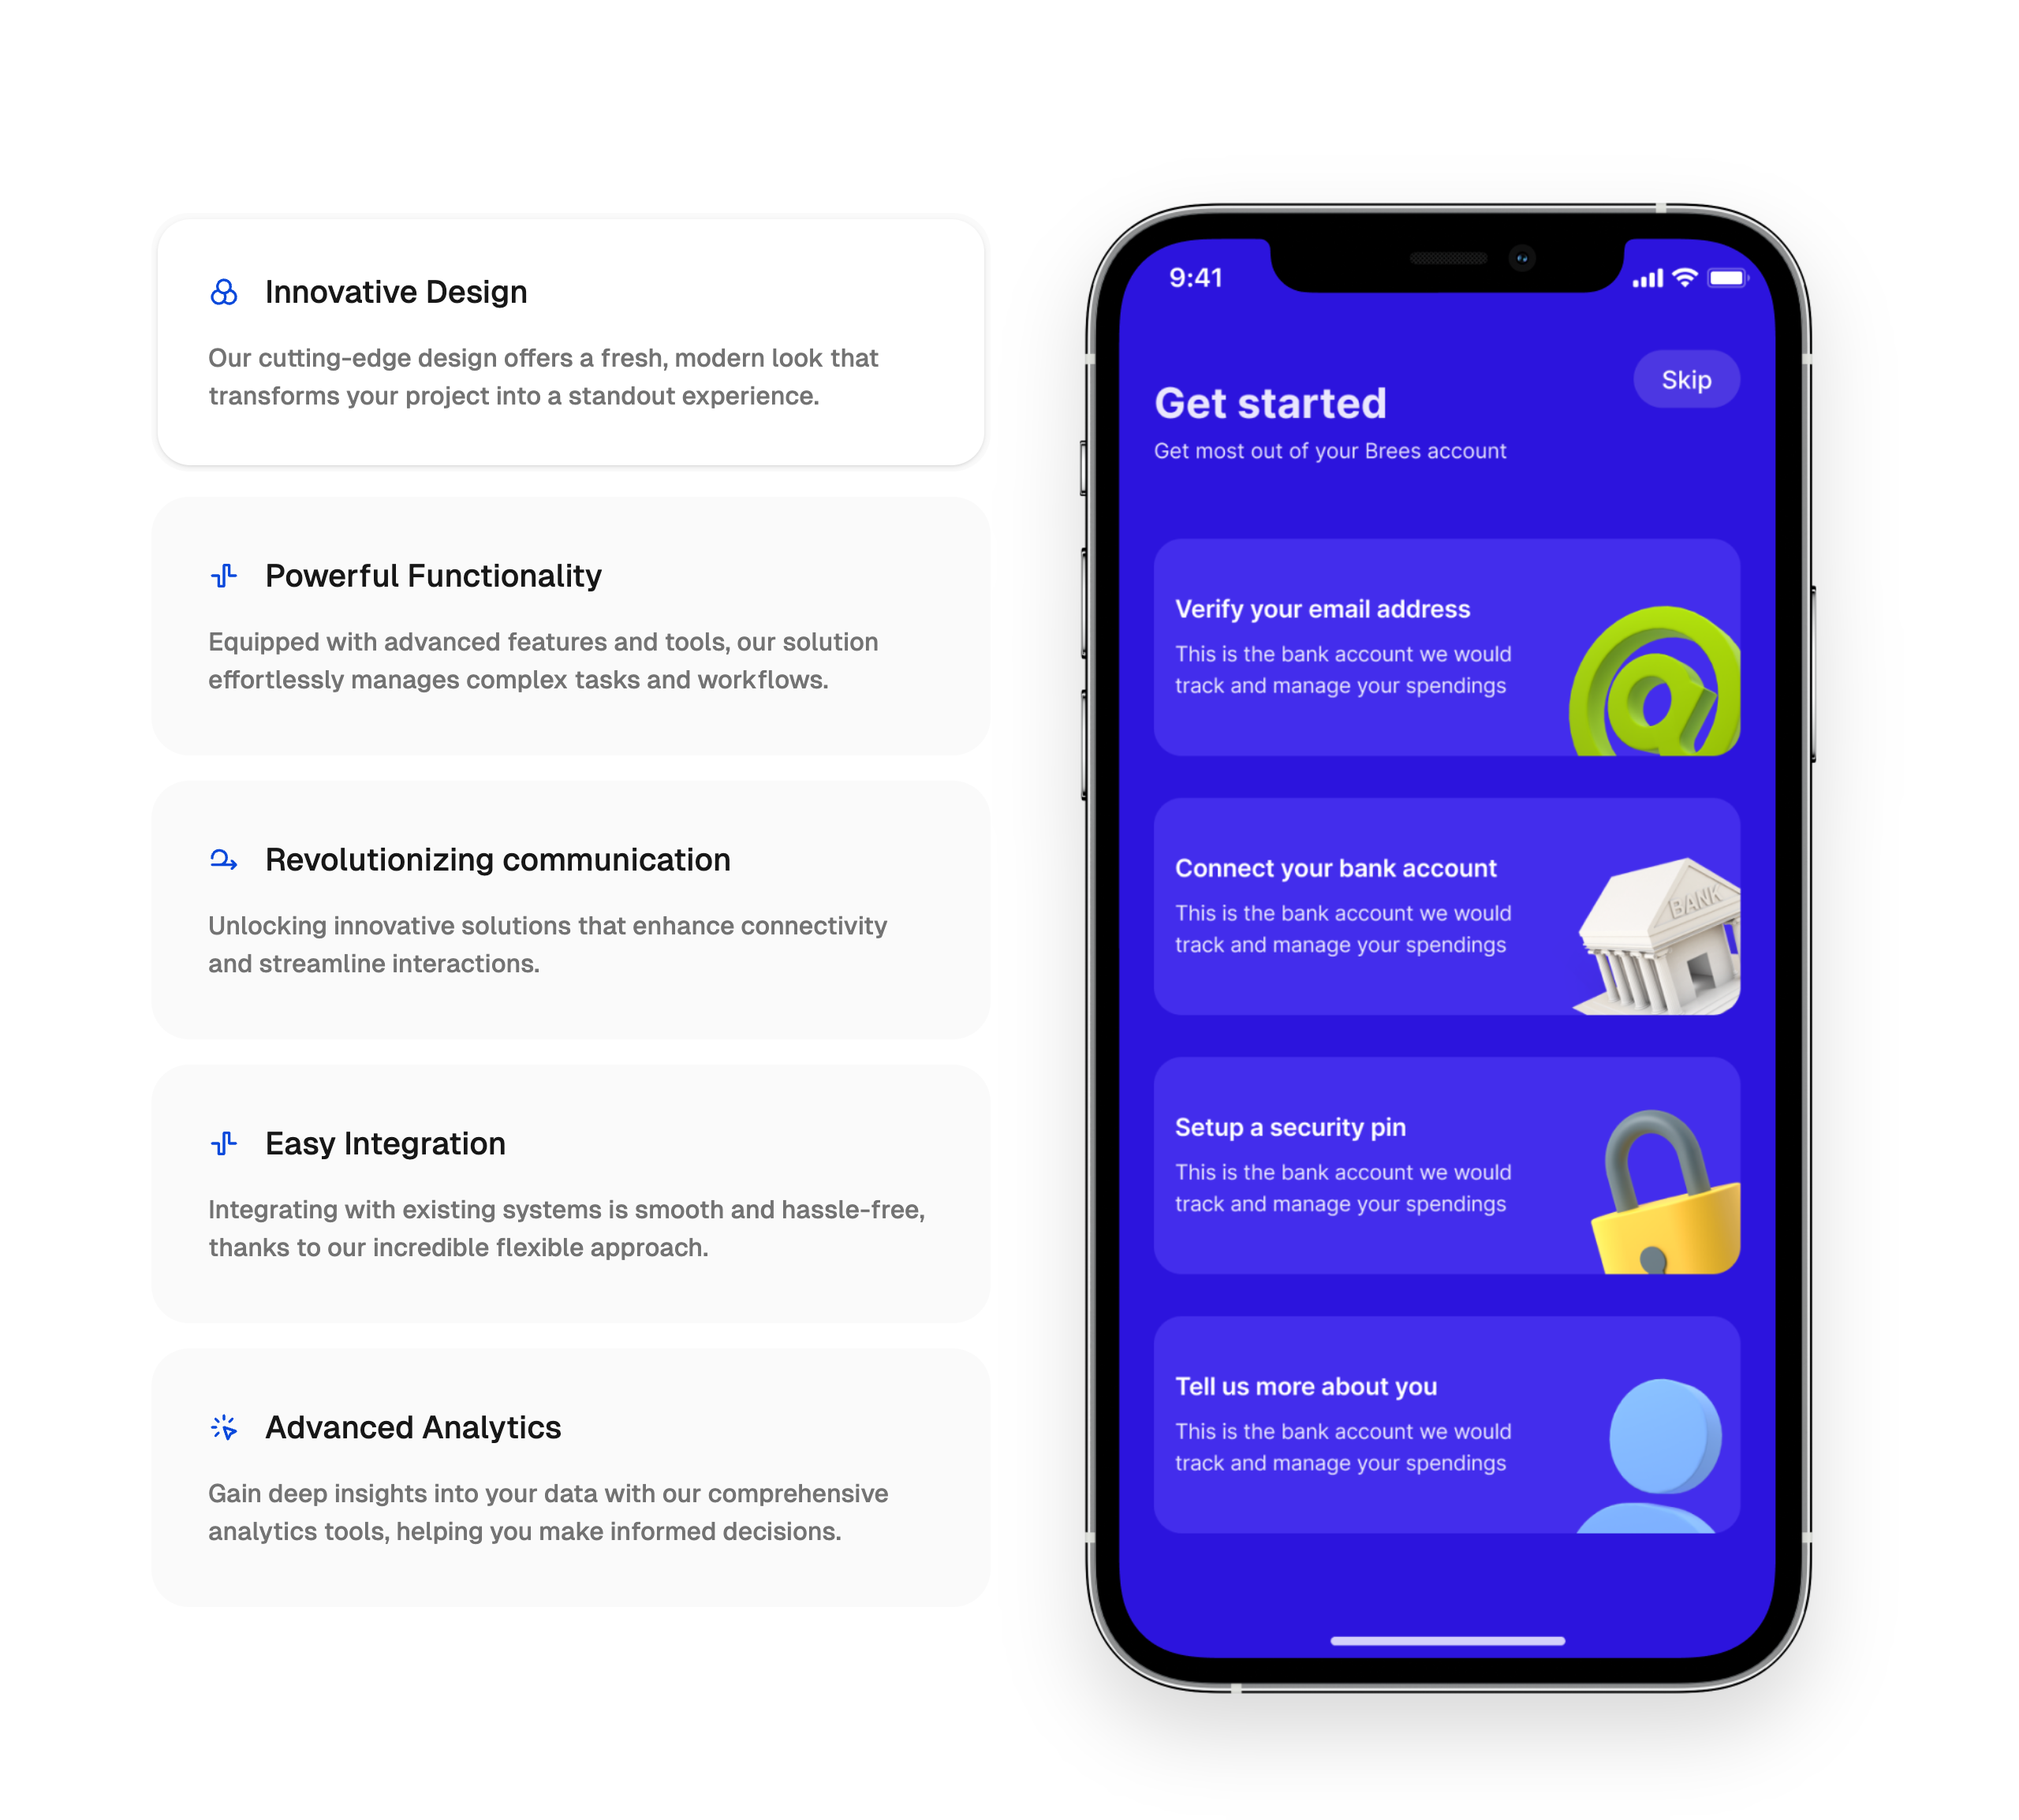 Innovative Design
Our cutting-edge design offers a fresh, modern look that
transforms your project into a standout experience.
Powerful Functionality
Equipped with advanced features and tools, our solution
effortlessly manages complex tasks and workflows.
Revolutionizing communication
Unlocking innovative solutions that enhance connectivity
and streamline interactions.
Easy Integration
Integrating with existing systems is smooth and hassle-free,
thanks to our incredible flexible approach.
Advanced Analytics
Gain deep insights into your data with our comprehensive
analytics tools, helping you make informed decisions.
9:41
Skip
Get started
Get most out of your Brees account
Verify your email address
This is the bank account we would
track and manage your spendings
@
Connect your bank account
This is the bank account we would
track and manage your spendings
BANK
Setup a security pin
This is the bank account we would
track and manage your spendings
Tell us more about you
This is the bank account we would
track and manage your spendings